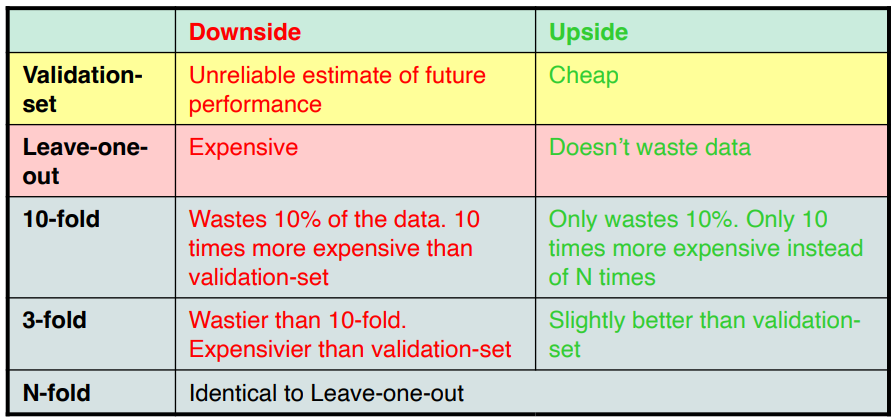 Downside Upside
Validation-
set
Unreliable estimate of future
performance
Cheap
Leave-one-
out
Expensive
Doesn't waste data
10-fold
Wastes 10% of the data. 10
times more expensive than
validation-set
Only wastes 10%. Only 10
times more expensive instead
of N times
3-fold
Wastier than 10-fold.
Expensivier than validation-set
Slightly better than validation-
set
N-fold
Identical to Leave-one-out